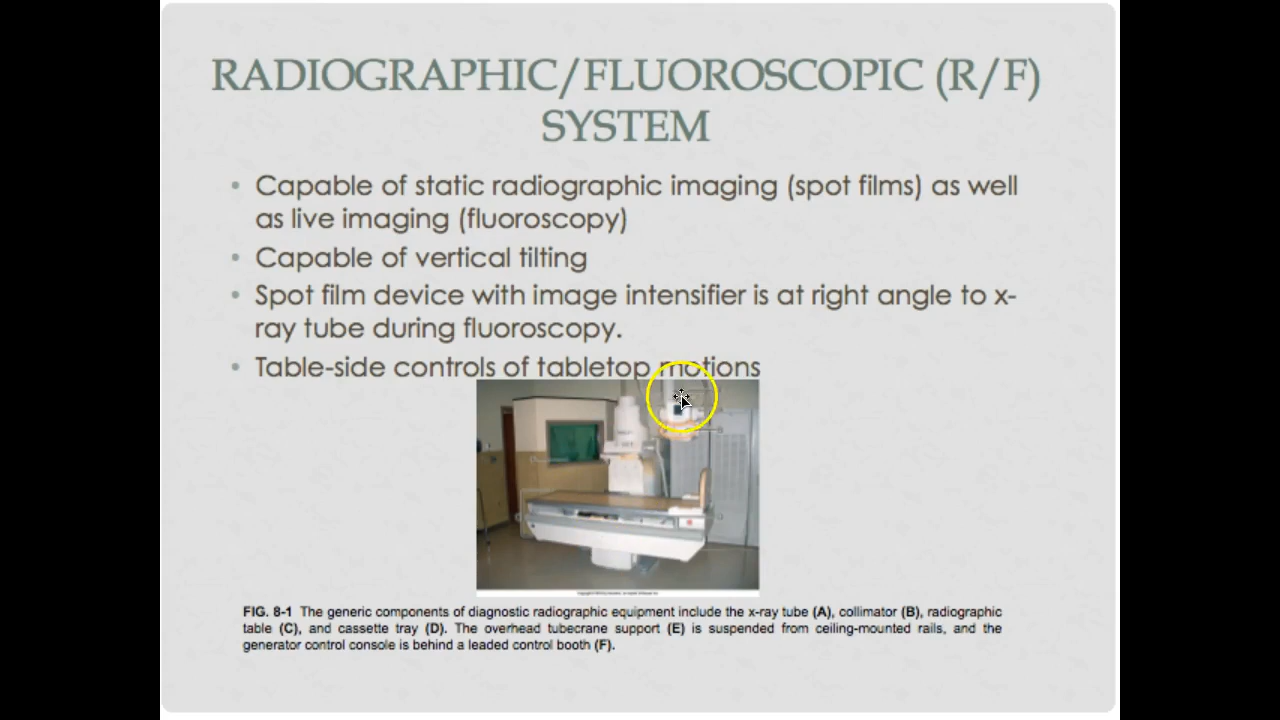 RADIOGRAPHIC/FLUOROSCOPIC (R/F)
SYSTEM
• Capable of static radiographic imaging (spot films) as well
as live imaging (fluoroscopy)
• Capable of vertical tilting
• Spot film device with image intensifier is at right angle to x-
ray tube during fluoroscopy.
• Table-side controls of tabletop motions
FIG. 8-1 The generic components of diagnostic radiographic equipment include the x-ray tube (A), collimator (B), radiographic
table (C), and cassette tray (D). The overhead tubecrane support (E) is suspended from ceiling-mounted rails, and the
generator control console is behind a leaded control booth (F).